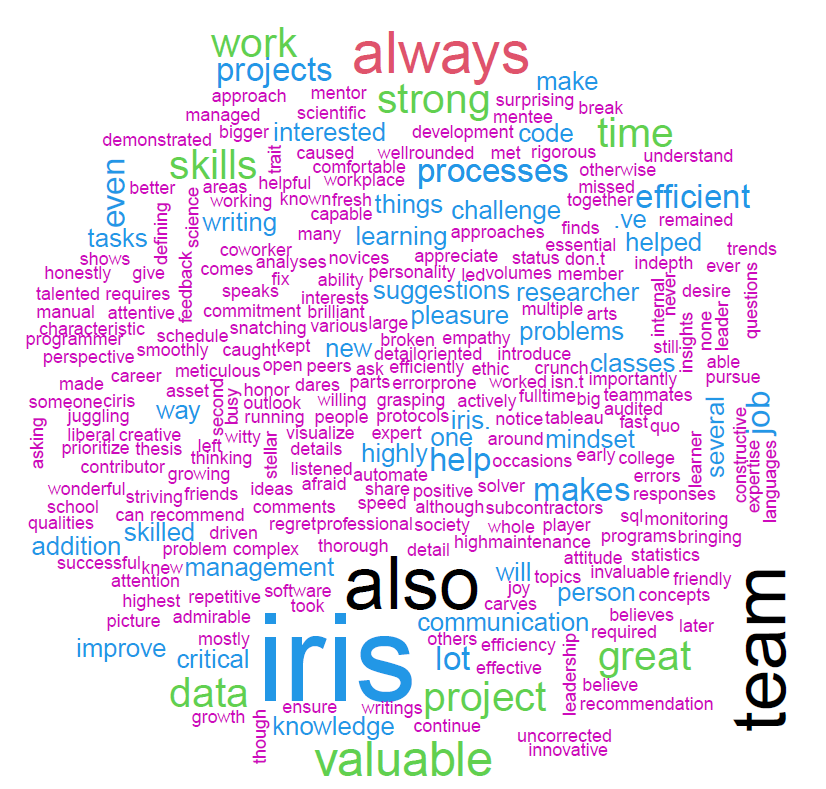 work always
projects make
approach mentor strong surprising
managed scientific mentee break
demonstrated bigger interested development code time
skills trait caused wellrounded met rigorous understand
even comfortable processes otherwise
better areas helpful workplace missed efficient
defining science working knownfresh things challenge together
writing capable .ve remained
tasks many learning approaches finds helped
shows coworker novices appreciate status don.t essential indepth ever trends
honestly give feedback comes analyses personality led volumes member
talented requires speaks fix ability suggestions researcher internal never desire questions
manual attentive commitment interests brilliant pleasure multiple arts
characteristic snatching various large problems insights none leader
programmer schedule broken empathy still
perspective smoothly caught kept new detailoriented introduce classes able
career meticulous open peers ask efficiently ethic crunch pursue
made asset honor dares parts errorprone worked isn.t importantly
someone ciris way second busy outlook willing grasping actively fulltime big teammates
juggling running people protocols iris. notice tableau audited fast quo several job
asking liberal creative witty visualize expert one around mindset constructive
prioritize thesis left stellar details highly help early college learner expertise languages
contributor thinking listened automate occasions errors
growing ideas afraid share positive solver makes responses
wonderful striving friends comments speed although subcontractors
school can recommend regret professional society whole player sql monitoring
qualities skilled driven programs bringing
addition problem complex thorough detail highmaintenance attitude statistics
successful knew management also will topics invaluable friendly
attention highest repetitive software joy person concepts
picture admirable took carves believes team
mostly iris communication required later
improve critical others efficiency
lot effective leadership great
data project believe
growth ensure writings recommendation
though knowledge continue uncorrected
valuable innovative